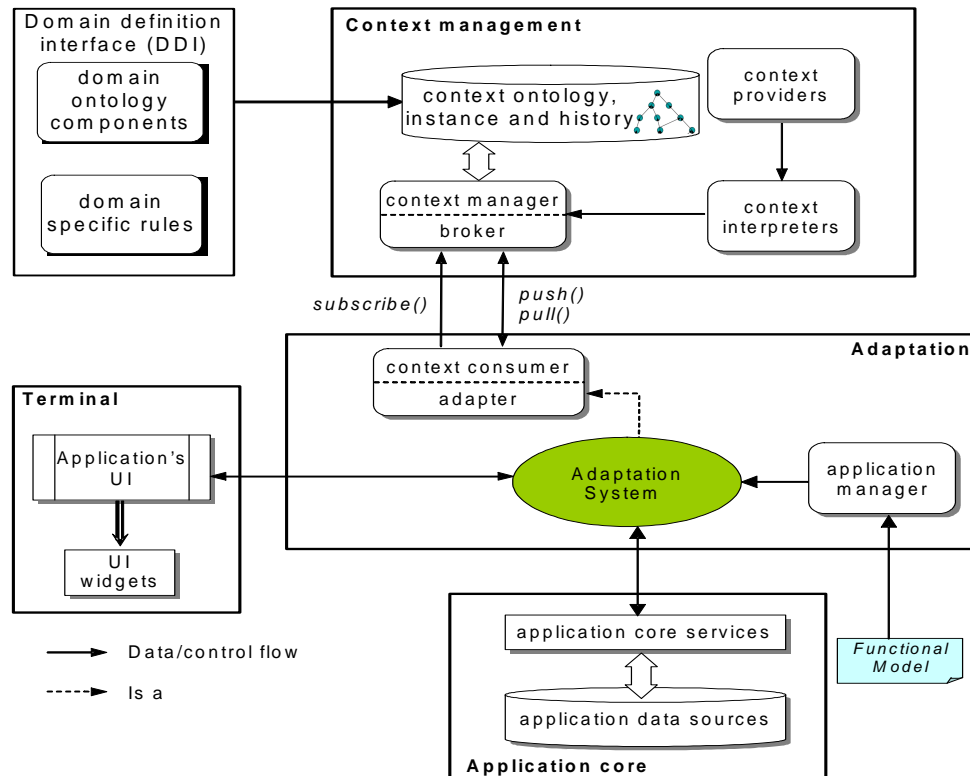 Domain definition
interface (DDI)
domain
ontology
components
domain
specific rules
Context management
context ontology,
instance and history
context
providers
context manager
broker
context
interpreters
subscribe()
push()
pull()
Adaptation
context consumer
adapter
Terminal
Application's
UI
UI
widgets
Adaptation
System
application
manager
application core services
application data sources
Application core
Functional
Model
Data/control flow
Is a